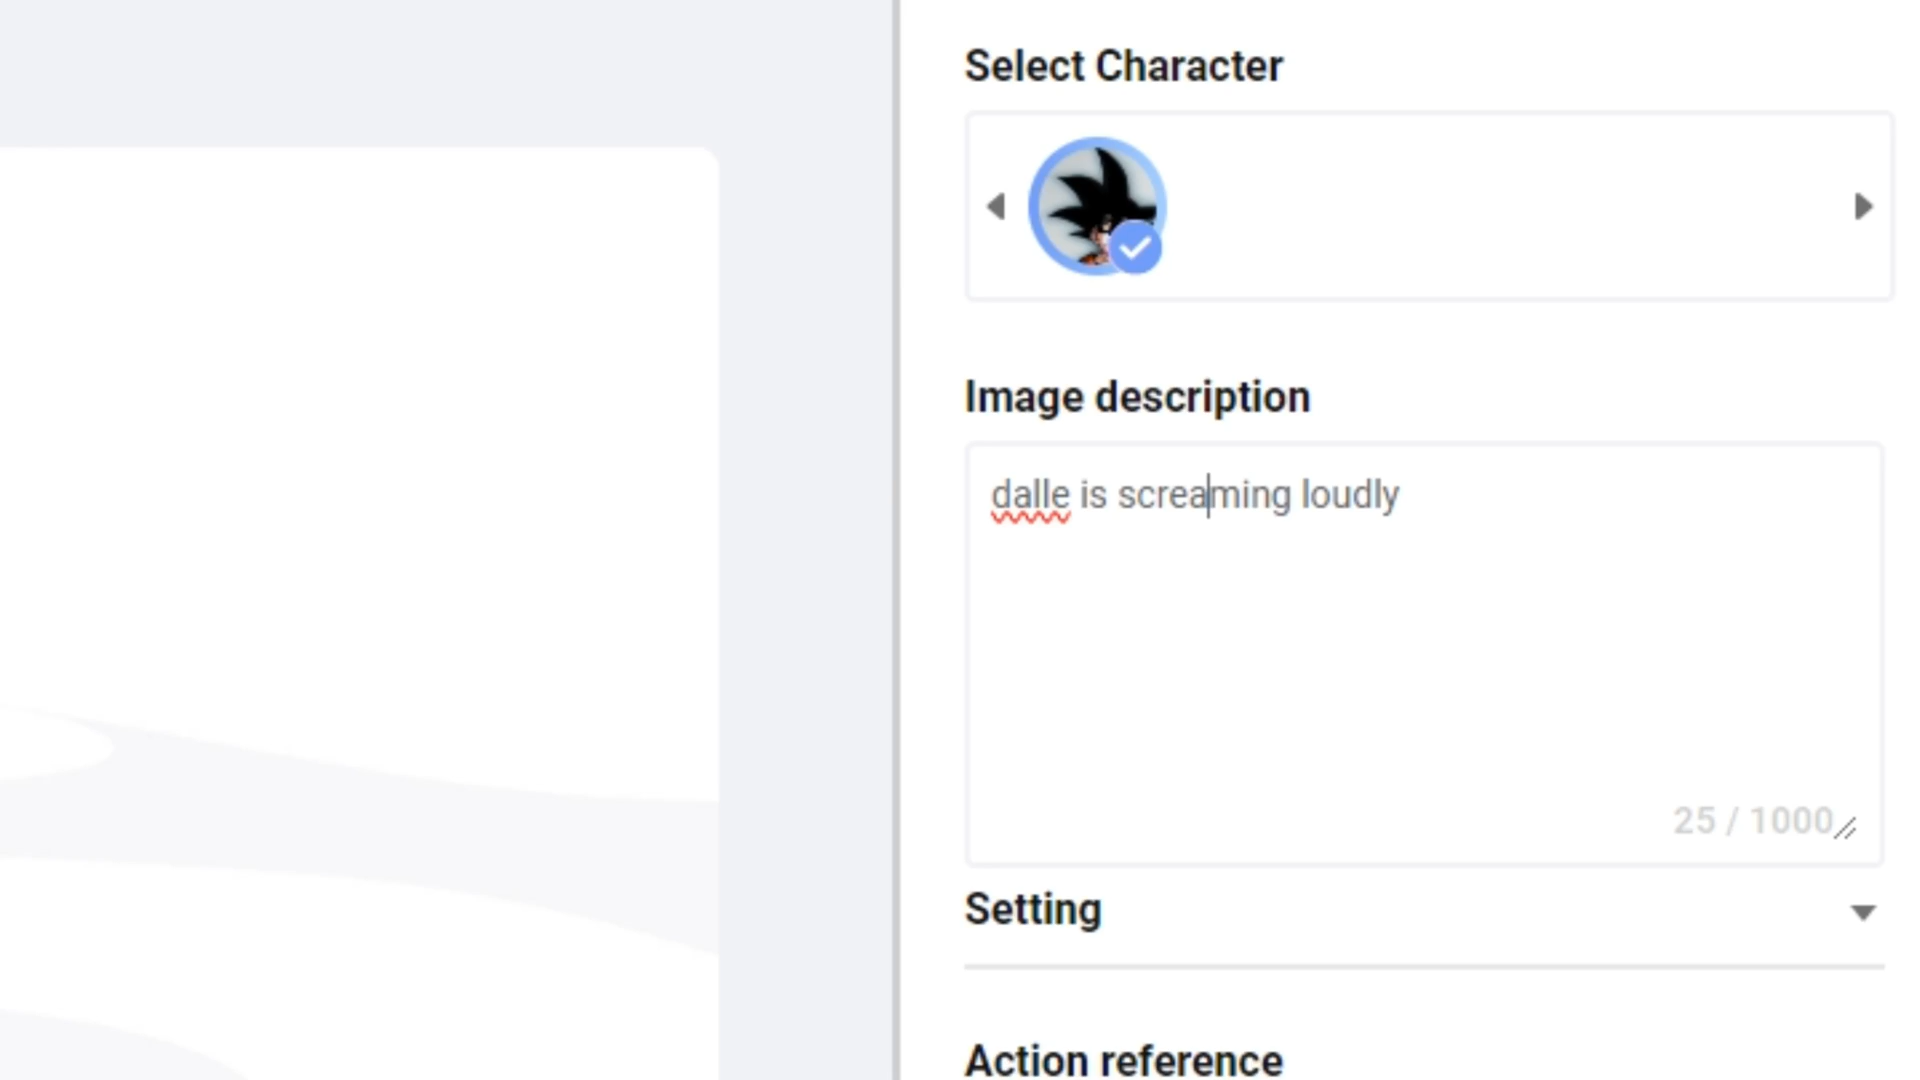 Select Character
Image description
dalle is screaming loudly
25 / 1000
Setting
Action reference